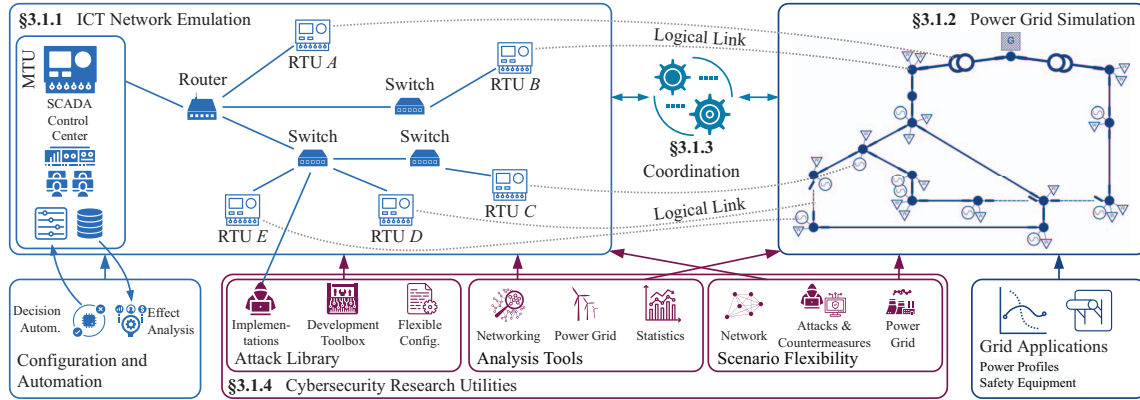 §3.1.1 ICT Network Emulation
MTU
SCADA
Control
Center
Router
RTU A
Switch
RTU B
Switch
Switch
RTU C
RTU D
RTU E
Logical Link
Logical Link
§3.1.3
Coordination
§3.1.2 Power Grid Simulation
G
Decision
Autom.
Effect
Analysis
Configuration and
Automation
Implemen-
tations
Development
Toolbox
Flexible
Config.
Attack Library
Networking
Power Grid
Statistics
Analysis Tools
Network
Attacks &
Countermeasures
Power
Grid
Scenario Flexibility
§3.1.4 Cybersecurity Research Utilities
Grid Applications
Power Profiles
Safety Equipment